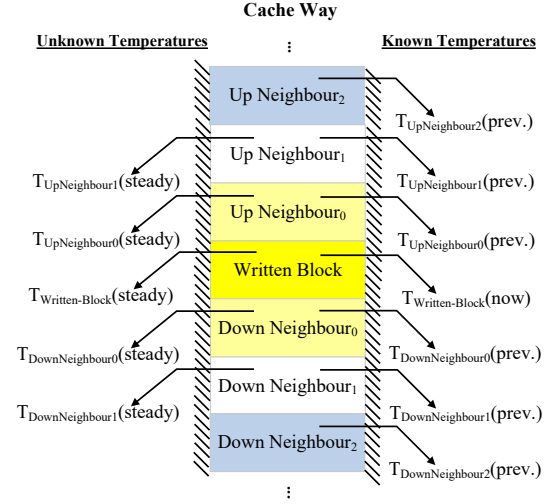 Cache Way
Unknown Temperatures
Known Temperatures
...
Up Neighbour2
TUpNeighbour2(prev.)
Up Neighbour1
TUpNeighbour1(steady)
TUpNeighbour1(prev.)
Up Neighbour0
TUpNeighbour0(steady)
TUpNeighbour0(prev.)
Written Block
TWritten-Block(steady)
TWritten-Block(now)
Down Neighbour0
TDownNeighbour0(steady)
TDownNeighbour0(prev.)
Down Neighbour1
TDownNeighbour1(steady)
TDownNeighbour1(prev.)
Down Neighbour2
TDownNeighbour2(prev.)
...